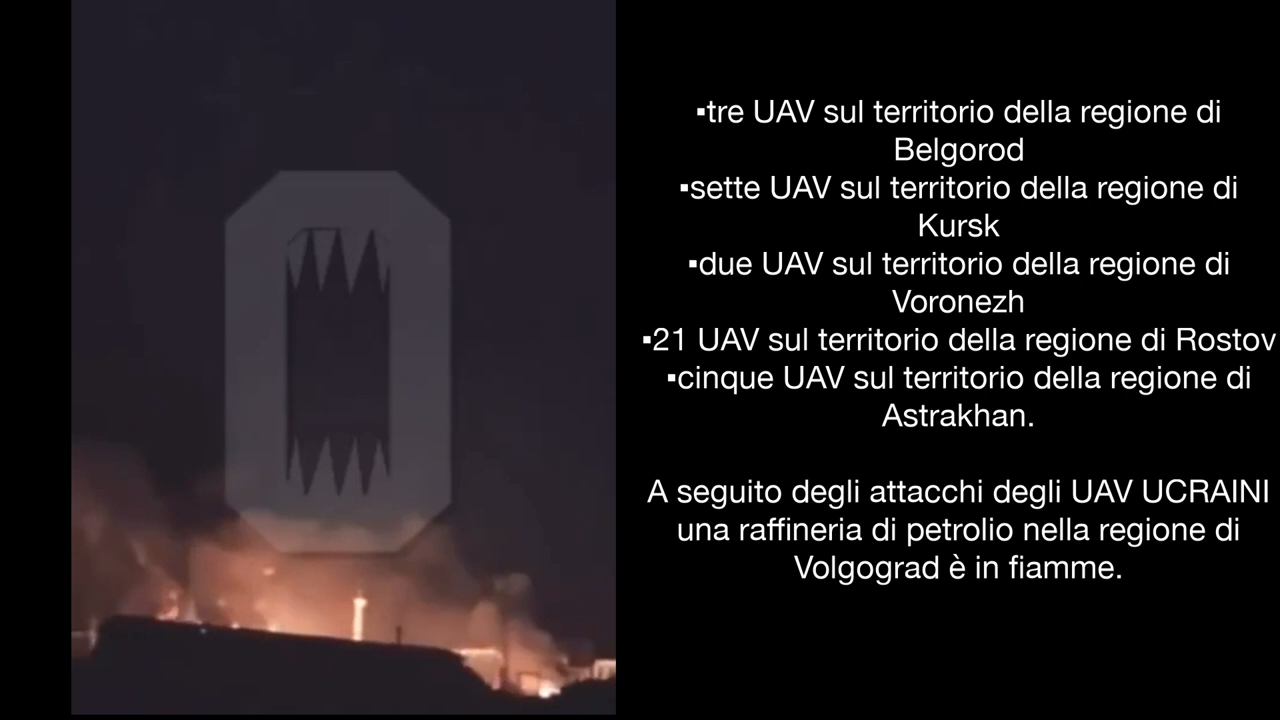 ▪tre UAV sul territorio della regione di
Belgorod
▪sette UAV sul territorio della regione di
Kursk
▪due UAV sul territorio della regione di
Voronezh
▪21 UAV sul territorio della regione di Rostov
▪cinque UAV sul territorio della regione di
Astrakhan.
A seguito degli attacchi degli UAV UCRAINI
una raffineria di petrolio nella regione di
Volgograd è in fiamme.